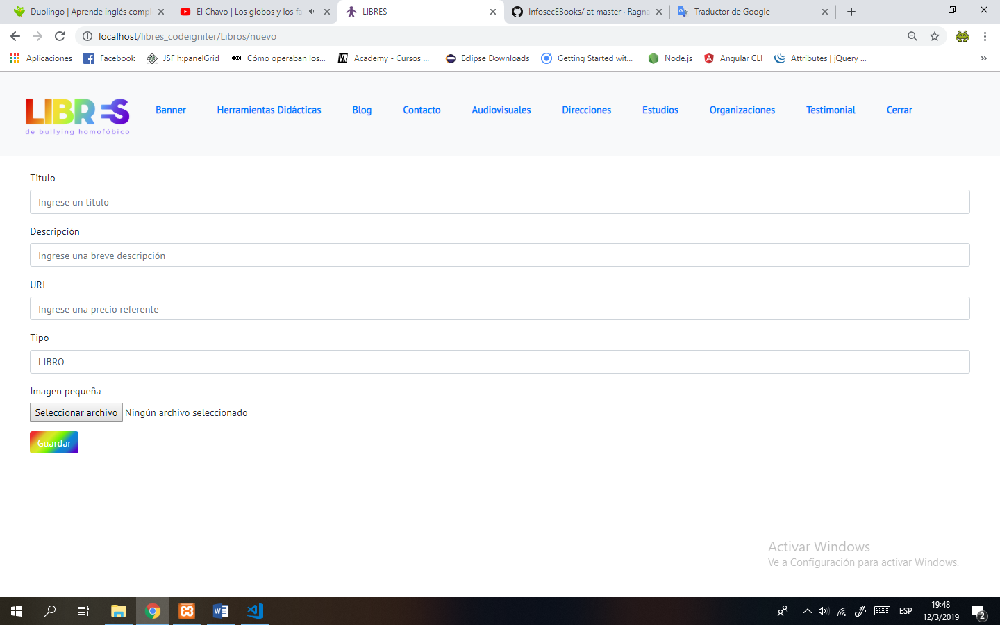 Duolingo | Aprende inglés compl
El Chavo | Los globos y los fa
LIBRES
InfosecEBooks/ at master · Ragna
Traductor de Google
localhost/libres_codeigniter/Libros/nuevo
Aplicaciones
Facebook
JSF h:panelGrid
BBC
Cómo operaban los...
Academy - Cursos ...
Eclipse Downloads
Getting Started wit...
Node.js
Angular CLI
Attributes | jQuery ...
»
LIBRES
de bullying homofóbico
Banner
Herramientas Didácticas
Blog
Contacto
Audiovisuales
Direcciones
Estudios
Organizaciones
Testimonial
Cerrar
Titulo
Ingrese un título
Descripción
Ingrese una breve descripción
URL
Ingrese una precio referente
Tipo
LIBRO
Imagen pequeña
Seleccionar archivo Ningún archivo seleccionado
Guardar
Activar Windows
Ve a Configuración para activar Windows.
ESP
19:48
12/3/2019
2